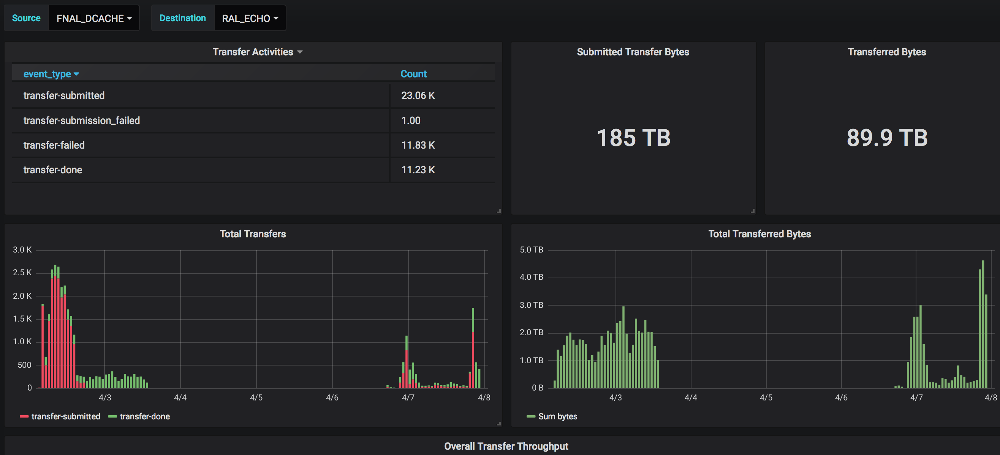 Source FNAL_DCACHE Destination RAL_ECHO
Transfer Activities
event_type Count
transfer-submitted 23.06 K
transfer-submission_failed 1.00
transfer-failed 11.83 K
transfer-done 11.23 K
Submitted Transfer Bytes
185 TB
Transferred Bytes
89.9 TB
Total Transfers
3.0 K
2.5 K
2.0 K
1.5 K
1.0 K
500
0
4/3 4/4 4/5 4/6 4/7 4/8
transfer-submitted transfer-done
Total Transferred Bytes
5.0 TB
4.0 TB
3.0 TB
2.0 TB
1.0 TB
0 B
4/3 4/4 4/5 4/6 4/7 4/8
Sum bytes
Overall Transfer Throughput